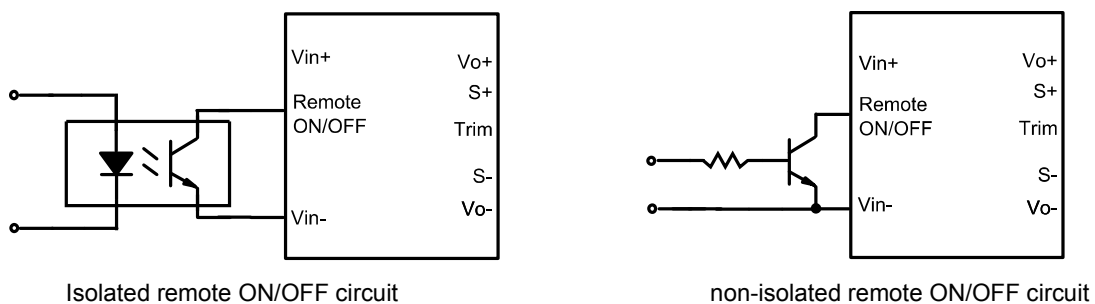 Vin+
Vo+
S+
Remote
ON/OFF
Trim
S-
Vin-
Vo-
Isolated remote ON/OFF circuit
Vin+
Vo+
S+
Remote
ON/OFF
Trim
S-
Vin-
Vo-
non-isolated remote ON/OFF circuit